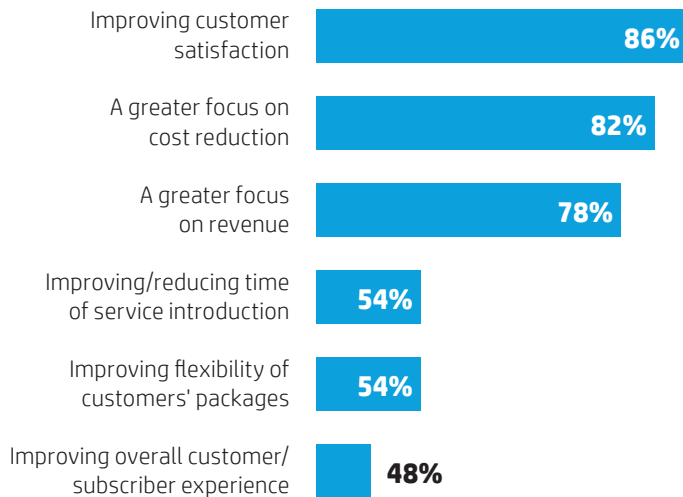 Improving customer
satisfaction
86%
A greater focus on
cost reduction
82%
A greater focus
on revenue
78%
Improving/reducing time
of service introduction
54%
Improving flexibility of
customers' packages
54%
Improving overall customer/
subscriber experience
48%